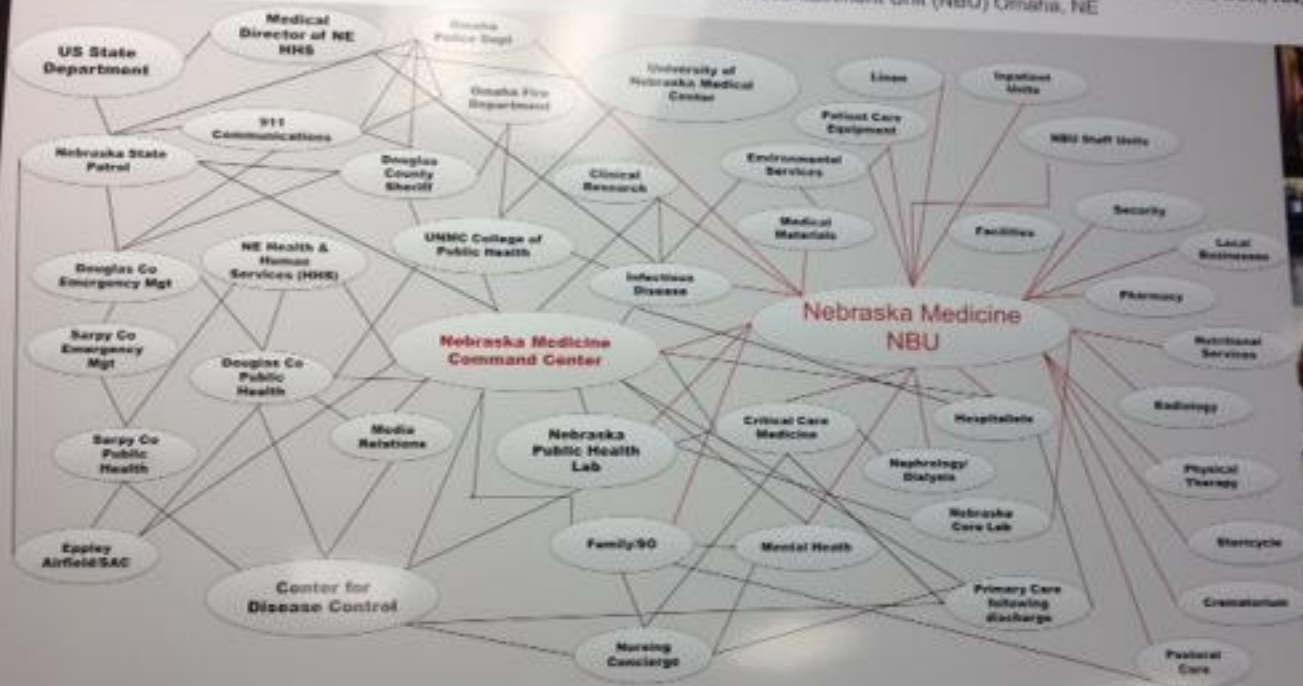 Unit (NBU) Omaha, NE
Medical
Director of NE
HHS
Omaha
Police Dept
US State
Department
University of
Nebraska Medical
Center
Linen
Inpatient
Units
Omaha Fire
Department
911
Communications
Patient Care
Equipment
NBU Staff Units
Nebraska State
Patrol
Douglas
County
Sheriff
Clinical
Research
Environmental
Services
Security
Medical
Materials
Facilities
UNMC College of
Public Health
NE Health &
Human
Services (HHS)
Local
Businesses
Douglas Co
Emergency Mgt
Infectious
Disease
Pharmacy
Nebraska Medicine
NBU
Nebraska Medicine
Command Center
Sarpy Co
Emergency
Mgt
Nutritional
Services
Douglas Co
Public
Health
Radiology
Critical Care
Medicine
Hospitalists
Media
Relations
Nebraska
Public Health
Lab
Sarpy Co
Public
Health
Nephrology/
Dialysis
Physical
Therapy
Nebraska
Core Lab
Family/SO
Mental Heath
Stericycle
Eppley
Airfield/SAC
Center for
Disease Control
Primary Care
following
discharge
Crematorium
Nursing
Concierge
Pastoral
Care